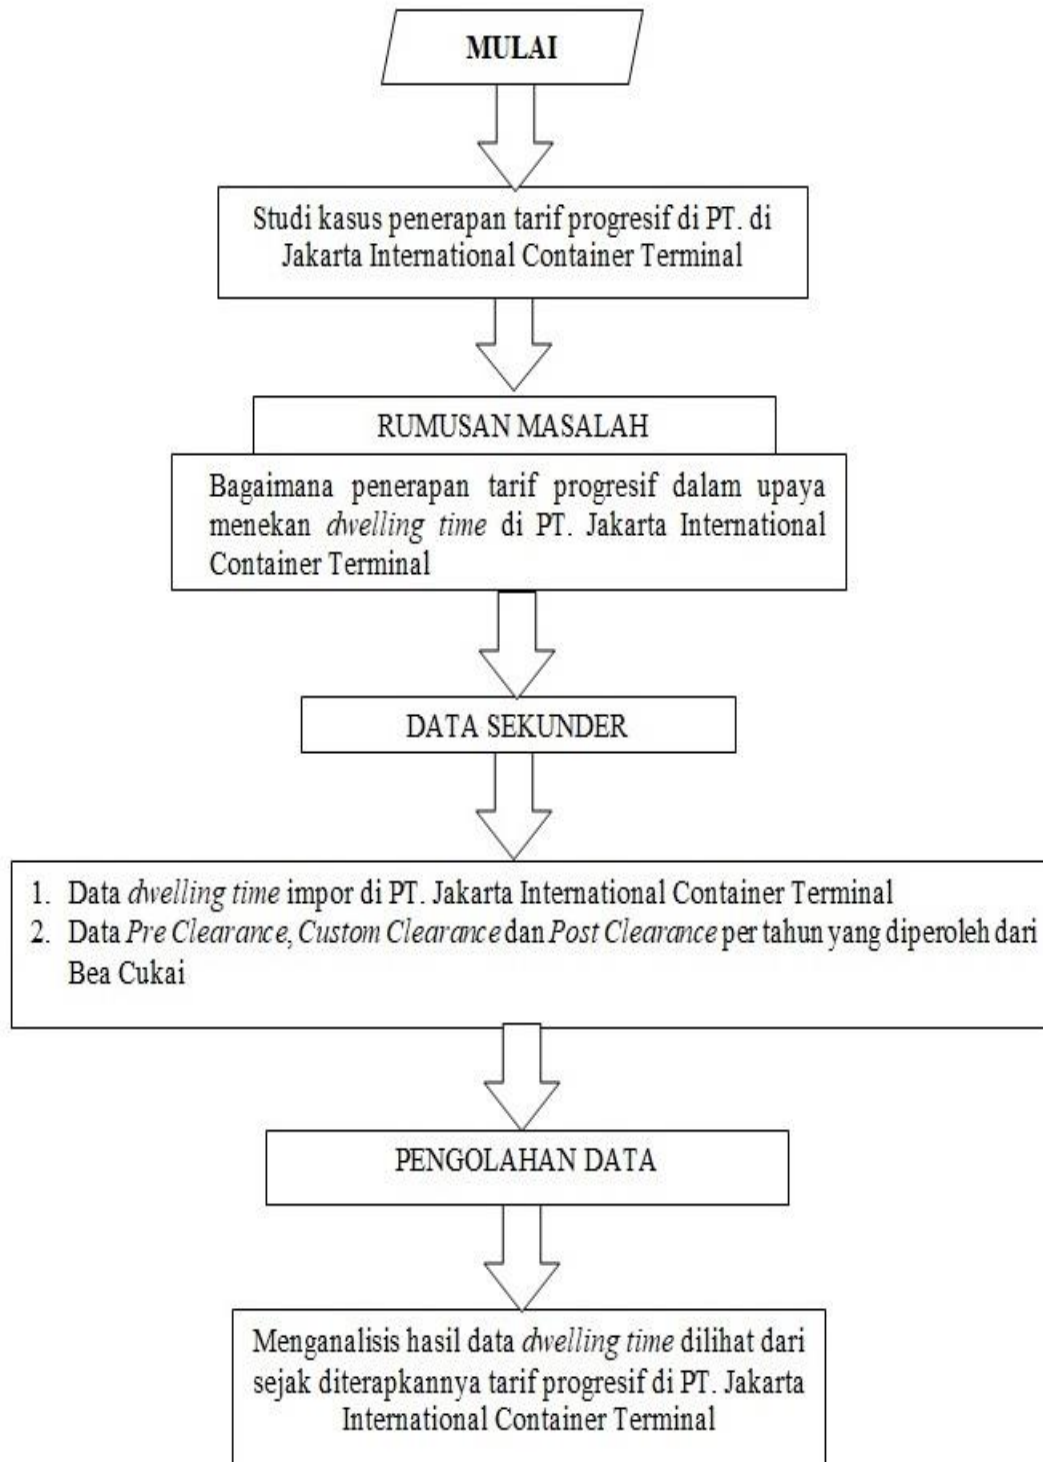 MULAI
Studi kasus penerapan tarif progresif di PT. di
Jakarta International Container Terminal
RUMUSAN MASALAH
Bagaimana penerapan tarif progresif dalam upaya
menekan dwelling time di PT. Jakarta International
Container Terminal
DATA SEKUNDER
1. Data dwelling time impor di PT. Jakarta International Container Terminal
2. Data Pre Clearance, Custom Clearance dan Post Clearance per tahun yang diperoleh dari
Bea Cukai
PENGOLAHAN DATA
Menganalisis hasil data dwelling time dilihat dari
sejak diterapkannya tarif progresif di PT. Jakarta
International Container Terminal